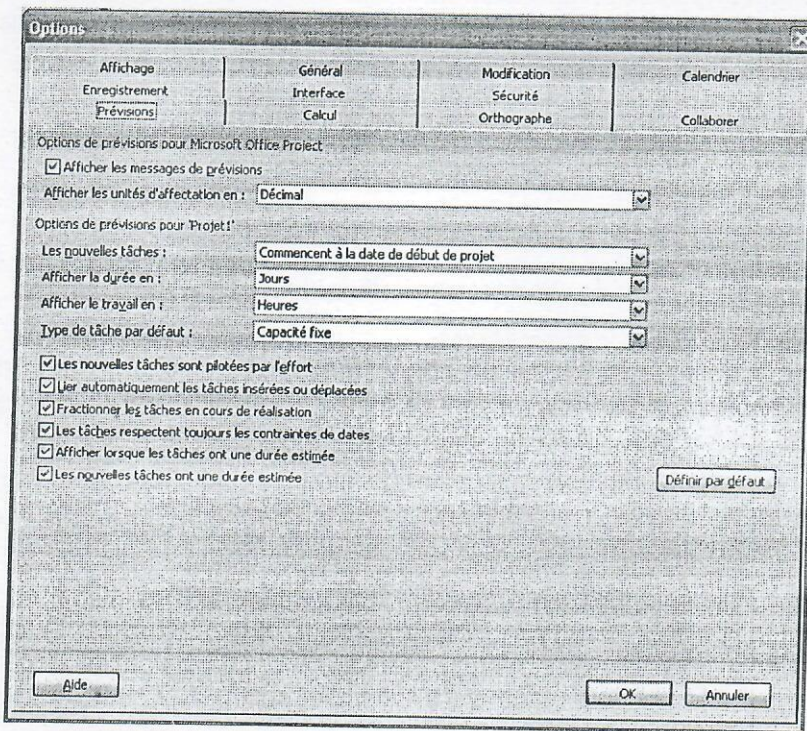 Options
Affichage Général Modification Calendrier
Enregistrement Interface Sécurité
Prévisions Calcul Orthographe Collaborer
Options de prévisions pour Microsoft Office Project
Afficher les messages de prévisions
Afficher les unités d'affectation en : Décimal
Options de prévisions pour 'Projet1'
Les nouvelles tâches : Commencent à la date de début de projet
Afficher la durée en : Jours
Afficher le travail en : Heures
Type de tâche par défaut : Capacité fixe
Les nouvelles tâches sont pilotées par l'effort
Lier automatiquement les tâches insérées ou déplacées
Fractionner les tâches en cours de réalisation
Les tâches respectent toujours les contraintes de dates
Afficher lorsque les tâches ont une durée estimée
Les nouvelles tâches ont une durée estimée
Définir par défaut
Aide OK Annuler